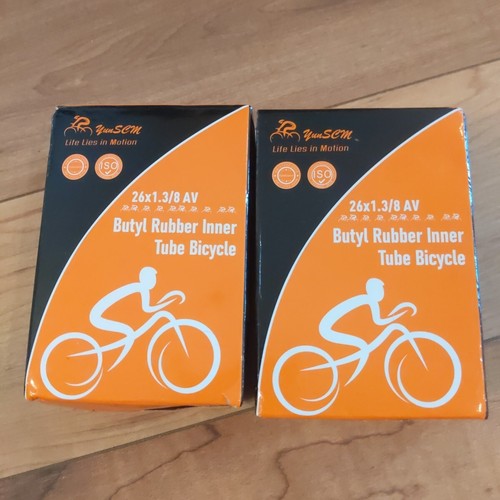 YunSCM
Life Lies in Motion
ISO
26x1.3/8 AV
Butyl Rubber Inner
Tube Bicycle
YunSCM
Life Lies in Motion
ISO
26x1.3/8 AV
Butyl Rubber Inner
Tube Bicycle